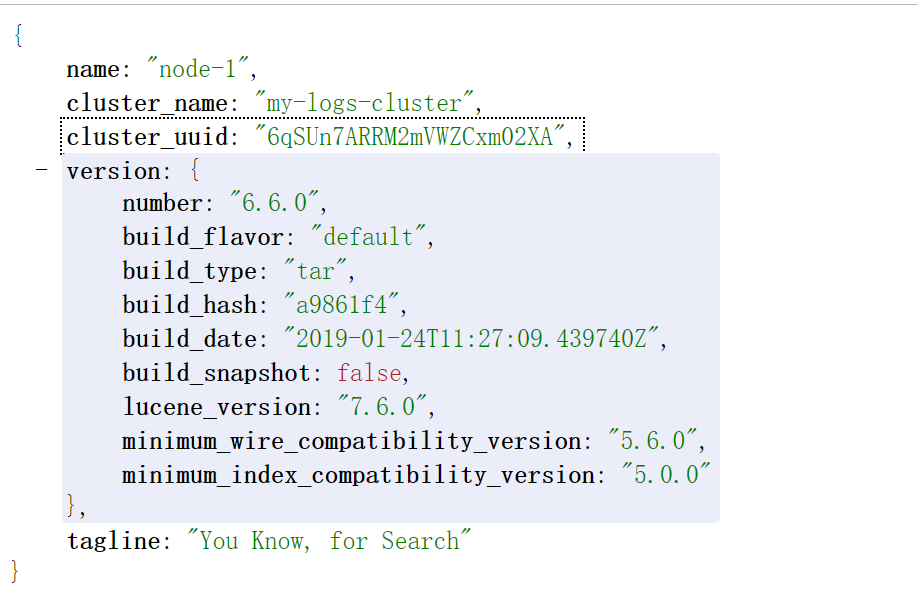 {
name: "node-1",
cluster_name: "my-logs-cluster",
cluster_uuid: "6qSUn7ARRM2mVWZCxm02XA",
- version: {
number: "6.6.0",
build_flavor: "default",
build_type: "tar",
build_hash: "a9861f4",
build_date: "2019-01-24T11:27:09.439740Z",
build_snapshot: false,
lucene_version: "7.6.0",
minimum_wire_compatibility_version: "5.6.0",
minimum_index_compatibility_version: "5.0.0"
},
tagline: "You Know, for Search"
}